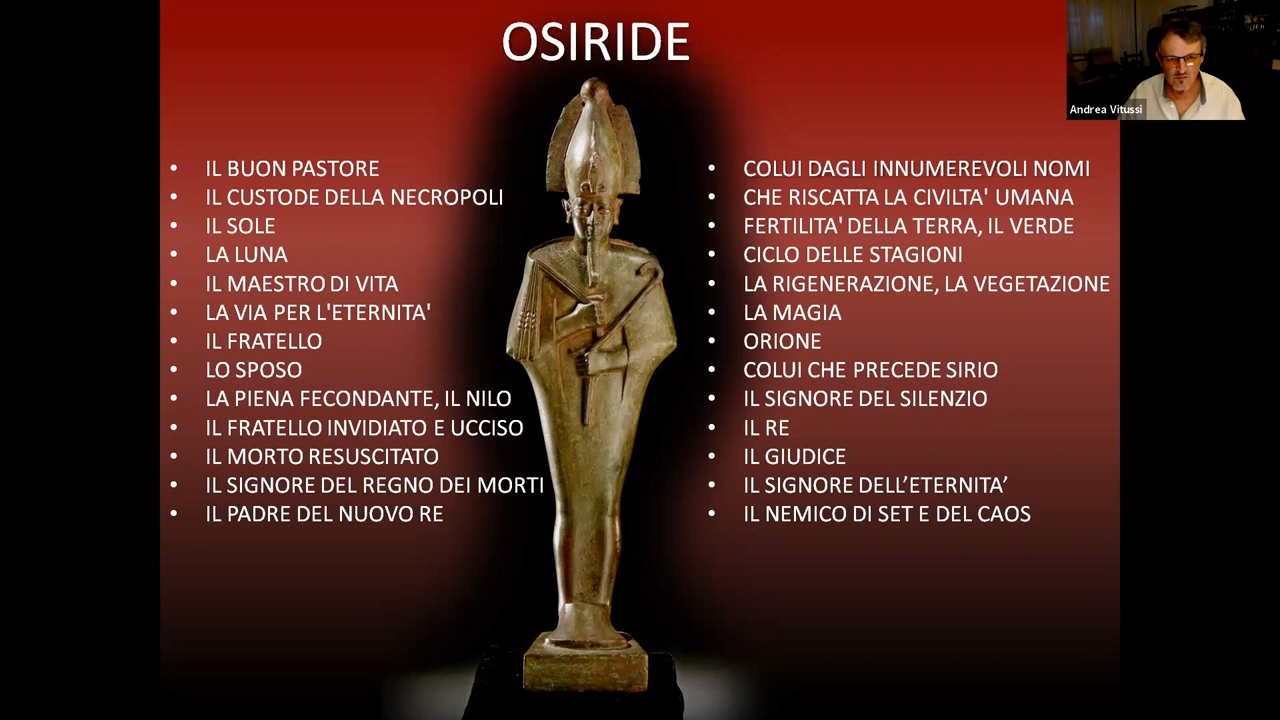 OSIRIDE
Andrea Vitussi
• IL BUON PASTORE
• IL CUSTODE DELLA NECROPOLI
• IL SOLE
• LA LUNA
• IL MAESTRO DI VITA
• LA VIA PER L'ETERNITA'
• IL FRATELLO
• LO SPOSO
• LA PIENA FECONDANTE, IL NILO
• IL FRATELLO INVIDIATO E UCCISO
• IL MORTO RESUSCITATO
• IL SIGNORE DEL REGNO DEI MORTI
• IL PADRE DEL NUOVO RE
• COLUI DAGLI INNUMEREVOLI NOMI
• CHE RISCATTA LA CIVILTA' UMANA
• FERTILITA' DELLA TERRA, IL VERDE
• CICLO DELLE STAGIONI
• LA RIGENERAZIONE, LA VEGETAZIONE
• LA MAGIA
• ORIONE
• COLUI CHE PRECEDE SIRIO
• IL SIGNORE DEL SILENZIO
• IL RE
• IL GIUDICE
• IL SIGNORE DELL’ETERNITA’
• IL NEMICO DI SET E DEL CAOS